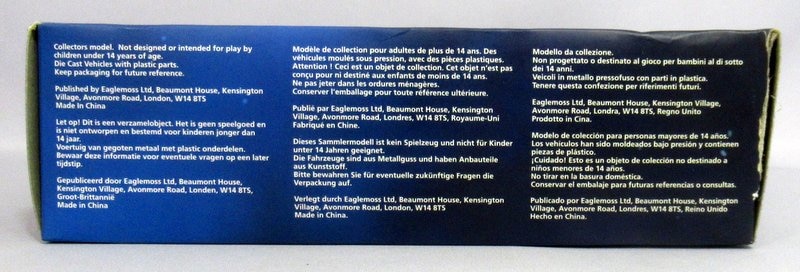 Collectors model. Not designed or intended for play by
children under 14 years of age.
Die Cast Vehicles with plastic parts.
Keep packaging for future reference.
Published by Eaglemoss Ltd, Beaumont House, Kensington
Village, Avonmore Road, London, W14 8TS
Made In China
Let op! Dit is een verzamelobject. Het is geen speelgoed en
is niet ontworpen en bestemd voor kinderen jonger dan
14 jaar.
Voertuig van gegoten metaal met plastic onderdelen.
Bewaar deze informatie voor eventuele vragen op een later
tijdstip.
Gepubliceerd door Eaglemoss Ltd, Beaumont House,
Kensington Village, Avonmore Road, London, W14 8TS,
Groot-Brittannië
Made in China
Modèle de collection pour adultes de plus de 14 ans. Des
véhicules moulés sous pression, avec des pièces plastiques.
Attention ! Ceci est un objet de collection. Cet objet n'est pas
conçu pour ni destiné aux enfants de moins de 14 ans.
Ne pas jeter dans les ordures ménagères.
Conserver l'emballage pour toute référence ultérieure.
Publié par Eaglemoss Ltd, Beaumont House, Kensington
Village, Avonmore Road, Londres, W14 8TS, Royaume-Uni
Fabriqué en Chine.
Dieses Sammlermodell ist kein Spielzeug und nicht für Kinder
unter 14 Jahren geeignet.
Die Fahrzeuge sind aus Metallguss und haben Anbauteile
aus Kunststoff.
Bitte bewahren Sie für eventuelle zukünftige Fragen die
Verpackung auf.
Verlegt durch Eaglemoss Ltd, Beaumont House, Kensington
Village, Avonmore Road, London, W14 8TS
Made in China.
Modello da collezione.
Non progettato o destinato al gioco per bambini al di sotto
dei 14 anni.
Veicoli in metallo pressofuso con parti in plastica.
Tenere questa confezione per riferimenti futuri.
Eaglemoss Ltd, Beaumont House, Kensington Village,
Avonmore Road, Londra, W14 8TS, Regno Unito
Prodotto in Cina.
Modelo de colección para personas mayores de 14 años.
Los vehículos han sido moldeados bajo presión y contienen
piezas de plástico.
¡Cuidado! Esto es un objeto de colección no destinado a
niños menores de 14 años.
No tirar en la basura doméstica.
Conservar el embalaje para futuras referencias o consultas.
Publicado por Eaglemoss Ltd, Beaumont House, Kensington
Village, Avonmore Road, Londres, W14 8TS, Reino Unido
Hecho en China.